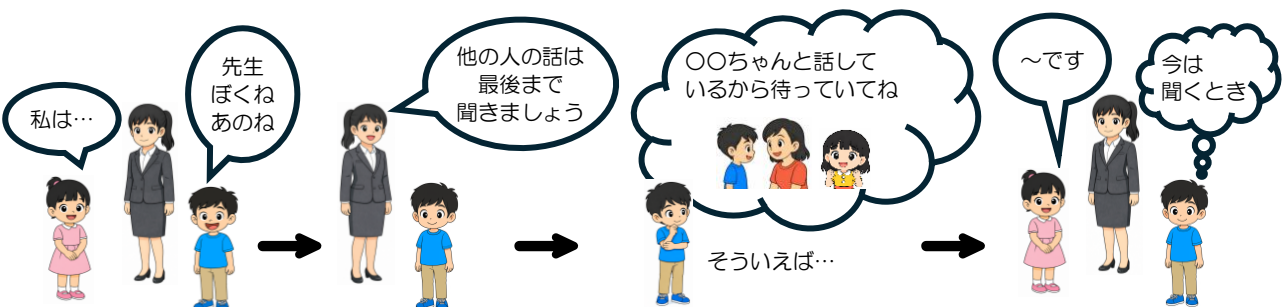 私は…
先生
ぼくね
あのね
他の人の話は
最後まで
聞きましょう
〇〇ちゃんと話して
いるから待っていてね
そういえば…
～です
今は
聞くとき